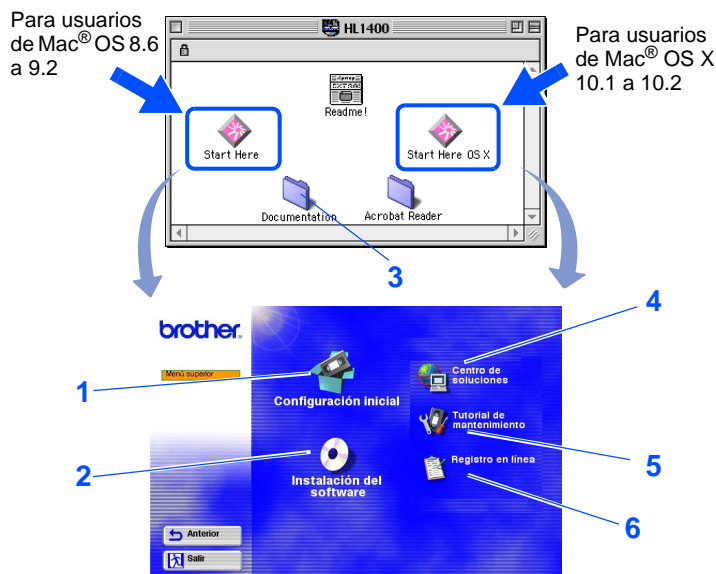 Para usuarios
de Mac® OS 8.6
a 9.2
HL1400
Para usuarios
de Mac® OS X
10.1 a 10.2
Readme!
Start Here
Start Here OS X
Documentation
Acrobat Reader
3
4
brother.
Menú superior
1
Configuración inicial
Centro de
soluciones
Tutorial de
mantenimiento
5
2
Instalación del
software
Registro en línea
6
Anterior
Salir